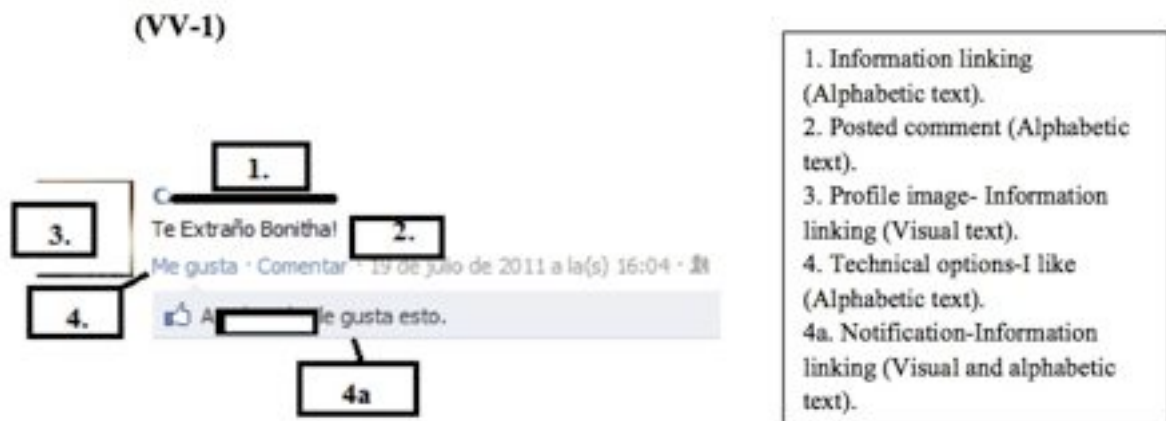 (VV-1)
1.
C
3.
Te Extraño Bonitha!
2.
Me gusta · Comentar · 19 de julio de 2011 a la(s) 16:04 ·
4.
A le gusta esto.
4a
1. Information linking
(Alphabetic text).
2. Posted comment (Alphabetic
text).
3. Profile image- Information
linking (Visual text).
4. Technical options-I like
(Alphabetic text).
4a. Notification-Information
linking (Visual and alphabetic
text).